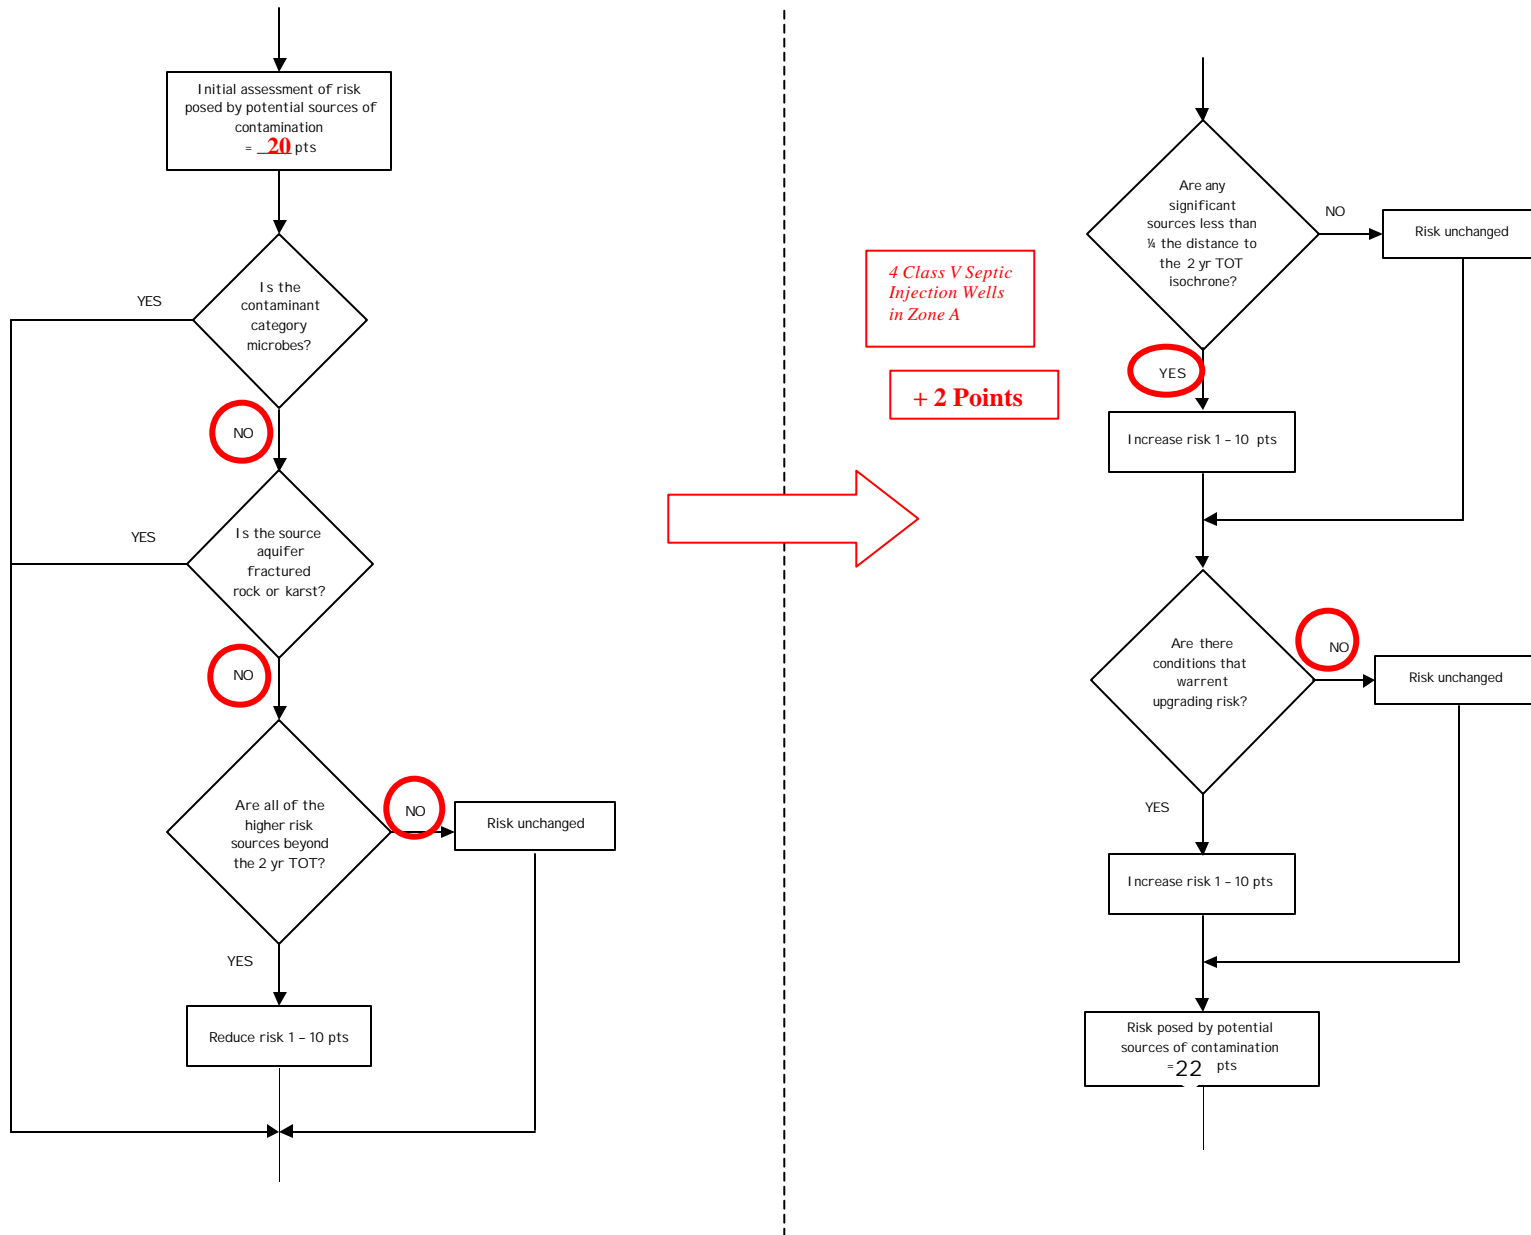 Initial assessment of risk
posed by potential sources of
contamination
= 20 pts
YES
Is the
contaminant
category
microbes?
NO
YES
Is the source
aquifer
fractured
rock or karst?
NO
Are all of the
higher risk
sources beyond
the 2 yr TOT?
NO
Risk unchanged
YES
Reduce risk 1 – 10 pts
4 Class V Septic
Injection Wells
in Zone A
+ 2 Points
Are any
significant
sources less than
¼ the distance to
the 2 yr TOT
isochrone?
NO
Risk unchanged
YES
Increase risk 1 – 10 pts
Are there
conditions that
warrent
upgrading risk?
NO
Risk unchanged
YES
Increase risk 1 – 10 pts
Risk posed by potential
sources of contamination
=22 pts